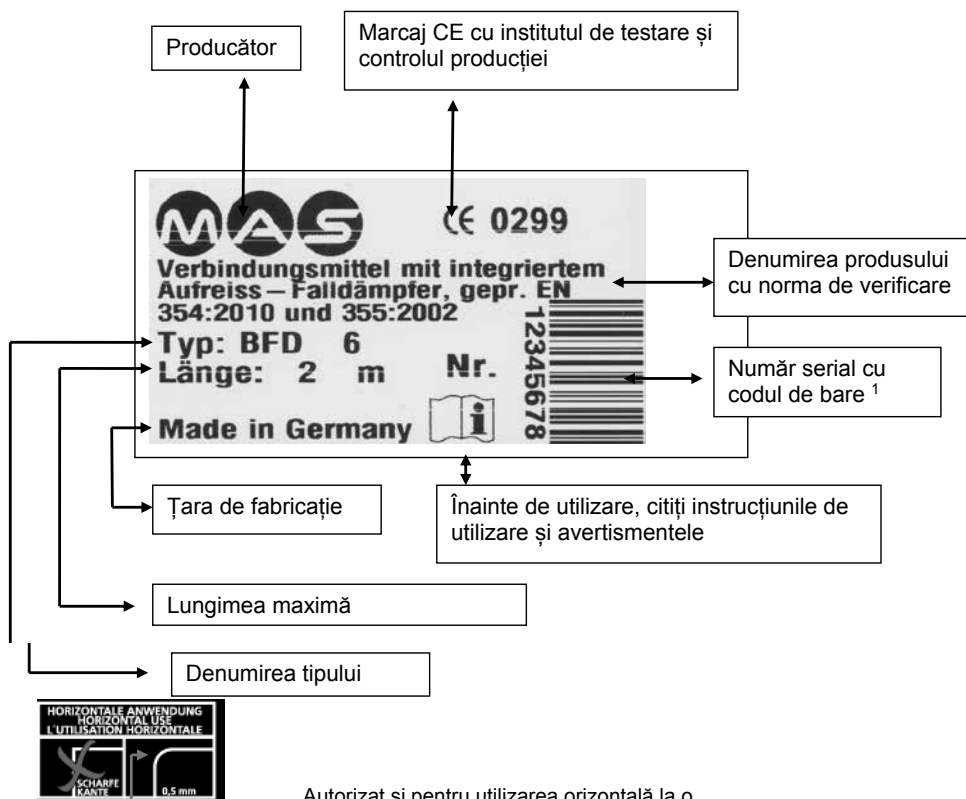 Producător
Marcaj CE cu institutul de testare și
controlul producției
MAS
CE 0299
Verbindungsmittel mit integriertem
Aufreiss – Falldämpfer, gepr. EN
354:2010 und 355:2002
Typ: BFD 6
Länge: 2 m
Nr.
12345678
Made in Germany
i
Denumirea produsului
cu norma de verificare
Număr serial cu
codul de bare 1
Țara de fabricație
Înainte de utilizare, citiți instrucțiunile de
utilizare și avertismentele
Lungimea maximă
Denumirea tipului
HORIZONTALE ANWENDUNG
HORIZONTAL USE
L'UTILISATION HORIZONTALE
SCHARFE
KANTE
0,5 mm
Autorizat și pentru utilizarea orizontală la o